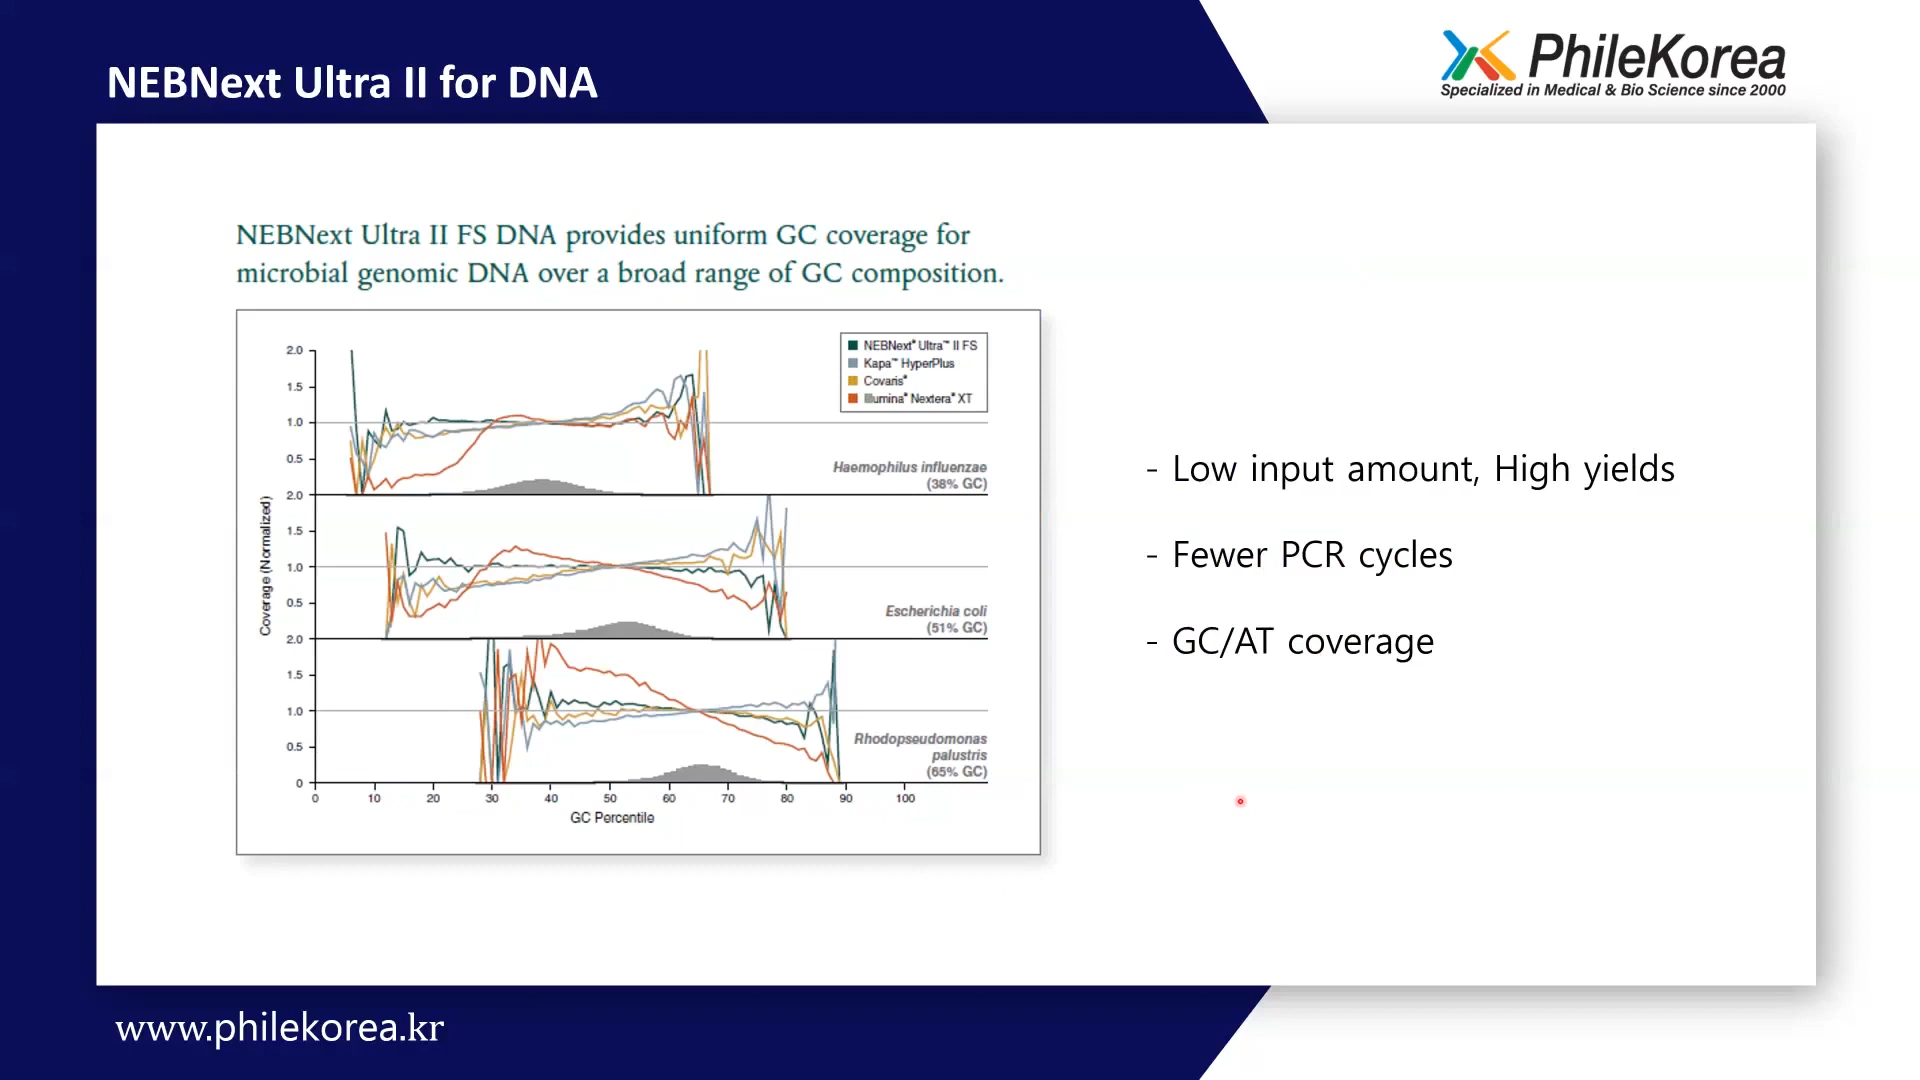 NEBNext Ultra II for DNA
PhileKorea
Specialized in Medical & Bio Science since 2000
NEBNext Ultra II FS DNA provides uniform GC coverage for
microbial genomic DNA over a broad range of GC composition.
NEBNext® Ultra™ II FS
Kapa™ HyperPlus
Covaris®
Illumina® Nextera® XT
2.0
1.5
1.0
0.5
Haemophilus influenzae
(38% GC)
2.0
1.5
1.0
0.5
Escherichia coli
(51% GC)
2.0
1.5
1.0
0.5
0
Rhodopseudomonas
palustris
(65% GC)
Coverage (Normalized)
0 10 20 30 40 50 60 70 80 90 100
GC Percentile
- Low input amount, High yields
- Fewer PCR cycles
- GC/AT coverage
www.philekorea.kr